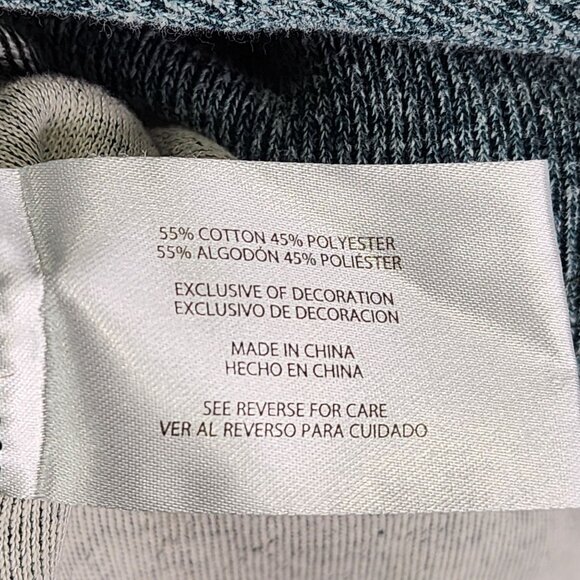 55% COTTON 45% POLYESTER
55% ALGODÓN 45% POLIÉSTER
EXCLUSIVE OF DECORATION
EXCLUSIVO DE DECORACION
MADE IN CHINA
HECHO EN CHINA
SEE REVERSE FOR CARE
VER AL REVERSO PARA CUIDADO